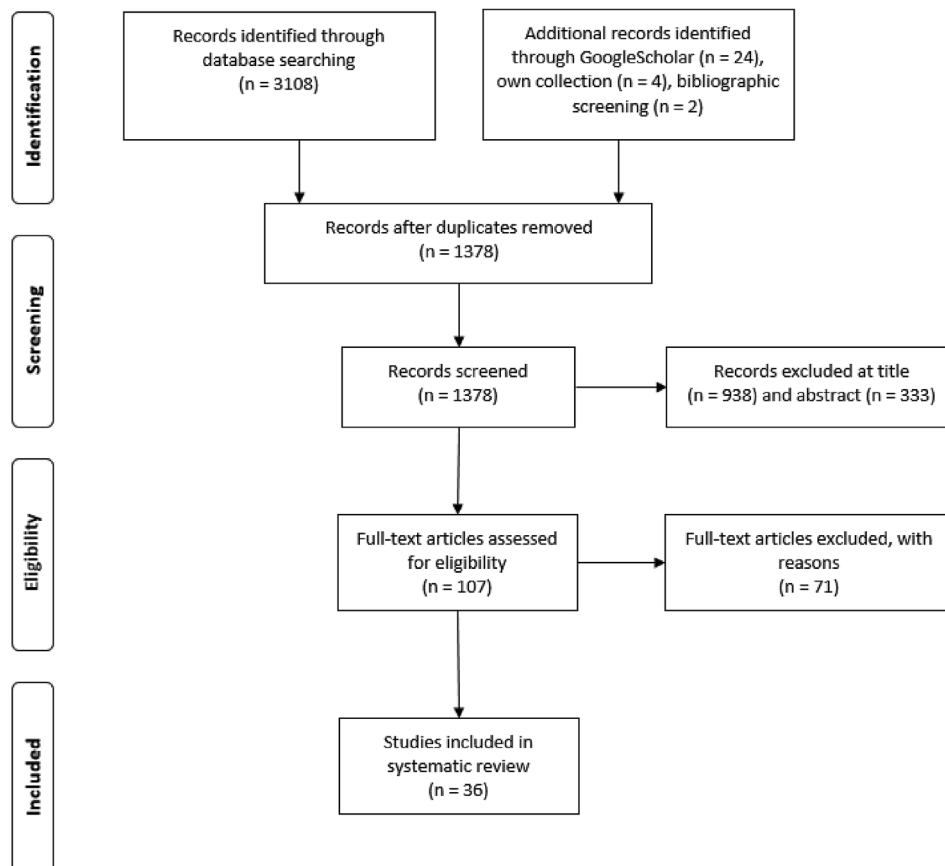 Identification
Records identified through
database searching
(n = 3108)
Additional records identified
through GoogleScholar (n = 24),
own collection (n = 4), bibliographic
screening (n = 2)
Records after duplicates removed
(n = 1378)
Screening
Records screened
(n = 1378)
Records excluded at title
(n = 938) and abstract (n = 333)
Eligibility
Full-text articles assessed
for eligibility
(n = 107)
Full-text articles excluded, with
reasons
(n = 71)
Included
Studies included in
systematic review
(n = 36)